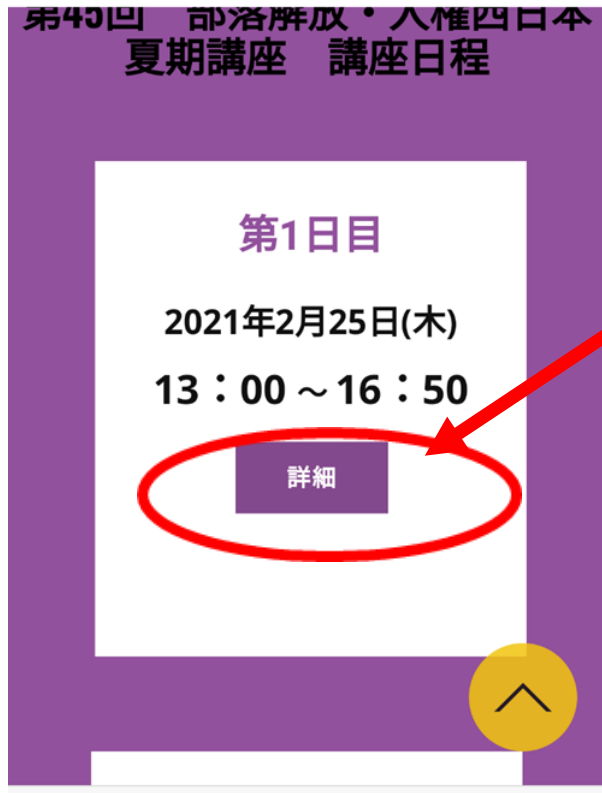 第45回　部落解放・人権西日本
夏期講座　講座日程
第1日目
2021年2月25日(木)
13：00～16：50
詳細